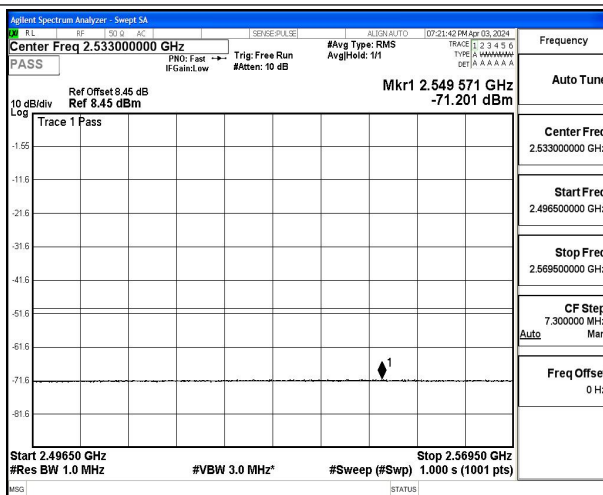 Agilent Spectrum Analyzer - Swept SA
RL RF 50 Ω AC SENSE:PULSE ALIGN AUTO 07:21:42 PM Apr 03, 2024
Center Freq 2.533000000 GHz
PASS
PNO: Fast
IFGain:Low
Trig: Free Run
#Atten: 10 dB
#Avg Type: RMS
Avg|Hold: 1/1
TRACE 1 2 3 4 5 6
TYPE A WWWWW
DET A A A A A A
Ref Offset 8.45 dB
10 dB/div Ref 8.45 dBm
Mkr1 2.549 571 GHz
-71.201 dBm
Log
Trace 1 Pass
-1.55
-11.6
-21.6
-31.6
-41.6
-51.6
-61.6
-71.6
-81.6
1
Start 2.49650 GHz Stop 2.56950 GHz
#Res BW 1.0 MHz #VBW 3.0 MHz* #Sweep (#Swp) 1.000 s (1001 pts)
MSG STATUS
Frequency
Auto Tune
Center Freq
2.533000000 GHz
Start Freq
2.496500000 GHz
Stop Freq
2.569500000 GHz
CF Step
7.300000 MHz
Auto Man
Freq Offset
0 Hz